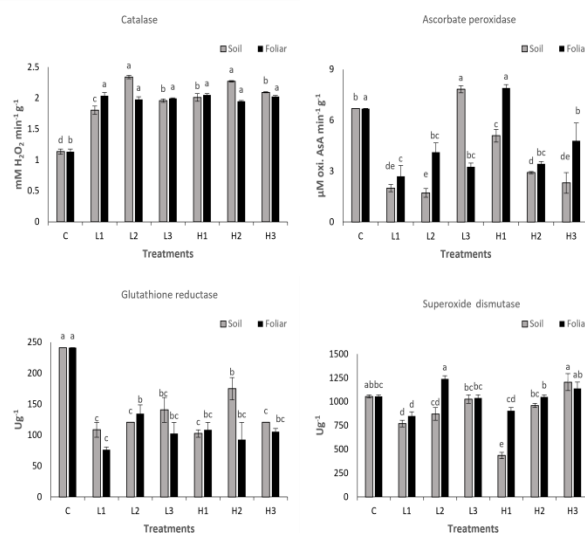 Catalase
Soil Foliar
mM H₂O₂ min⁻¹ g⁻¹
2.5
2
1.5
1
0.5
0
d b c a a a b a b a a a b a
C L1 L2 L3 H1 H2 H3
Treatments
Ascorbate peroxidase
Soil Foliar
µM oxi. AsA min⁻¹ g⁻¹
9
6
3
0
b a de c e bc a bc c a d bc de b
C L1 L2 L3 H1 H2 H3
Treatments
Glutathione reductase
Soil Foliar
Ug⁻¹
250
200
150
100
50
0
a a c c c b bc bc c bc b bc c bc
C L1 L2 L3 H1 H2 H3
Treatments
Superoxide dismutase
Soil Foliar
Ug⁻¹
1500
1250
1000
750
500
250
0
abbc d d cd a bc bc e cd cd b a ab
C L1 L2 L3 H1 H2 H3
Treatments